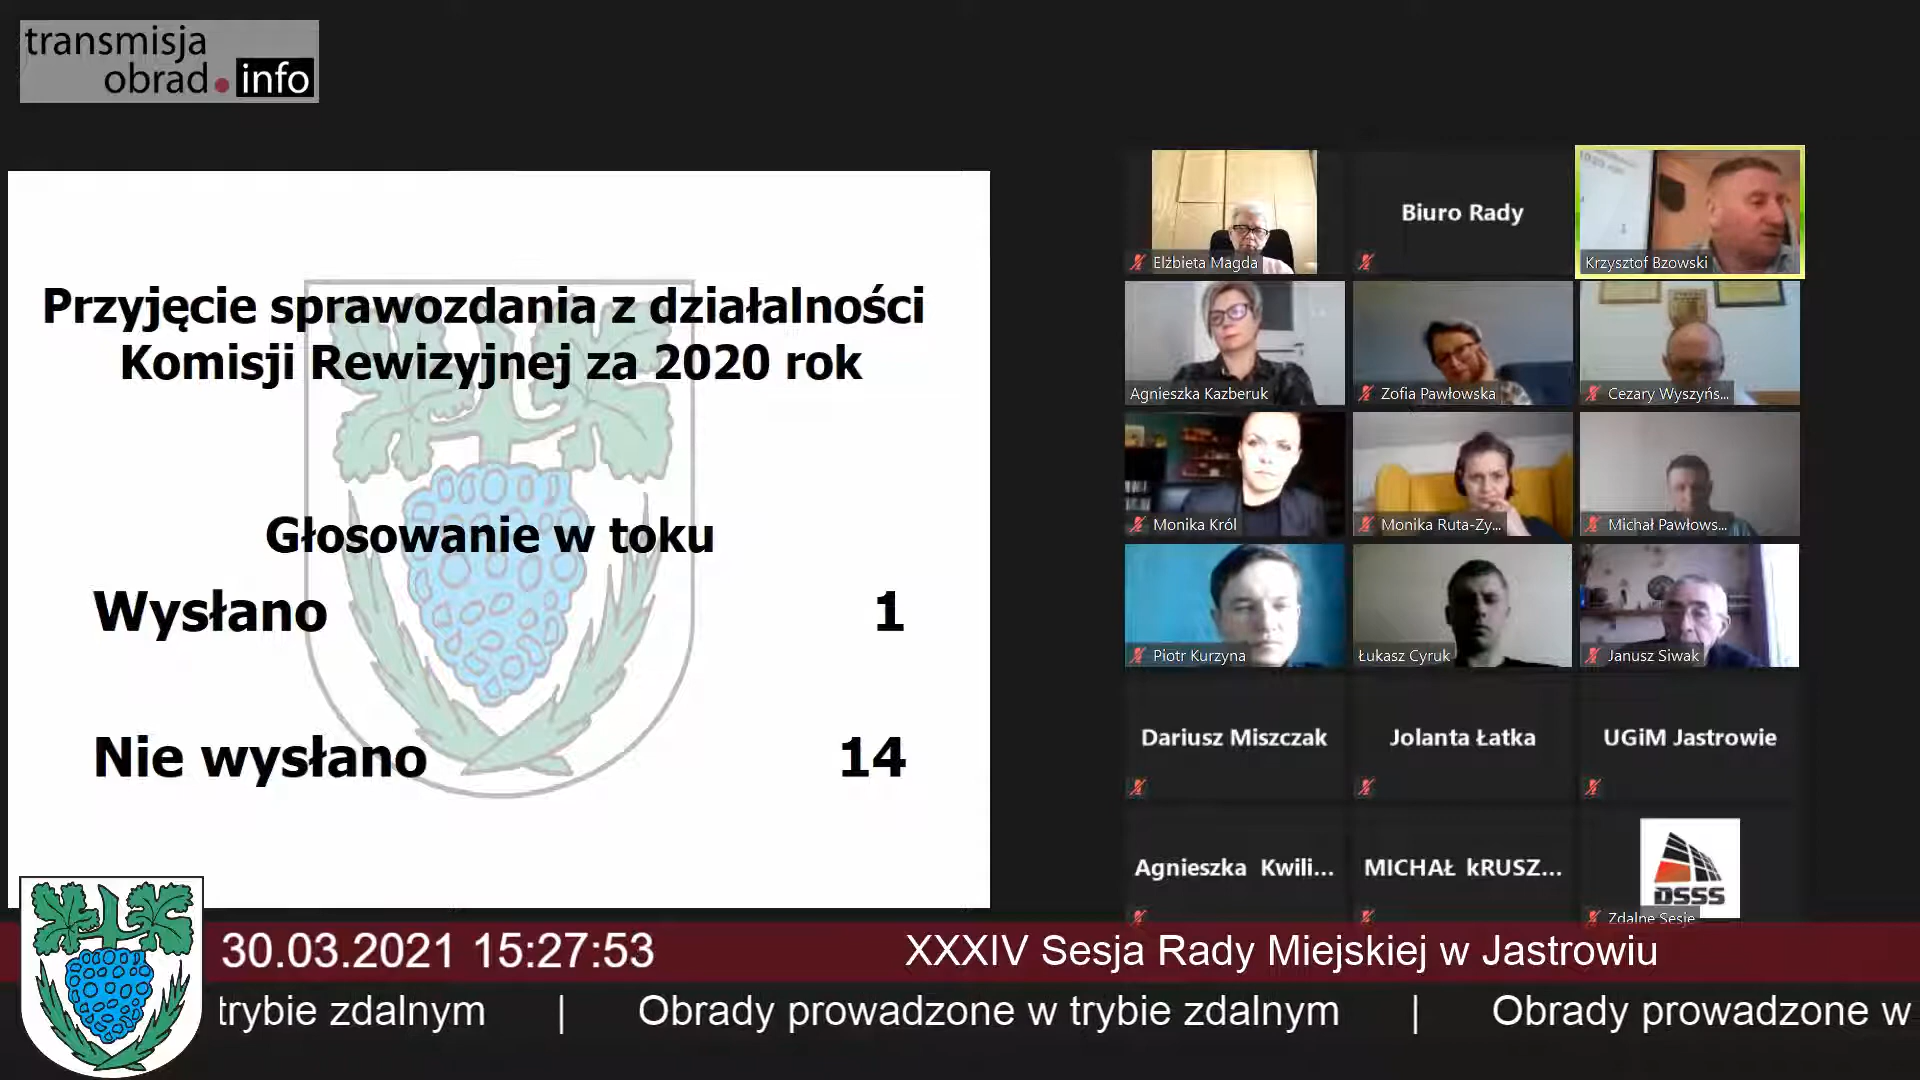 transmisja
obrad.info
Przyjęcie sprawozdania z działalności
Komisji Rewizyjnej za 2020 rok
Głosowanie w toku
Wysłano 1
Nie wysłano 14
Elżbieta Magda
Biuro Rady
Krzysztof Bzowski
Agnieszka Kazberuk
Zofia Pawłowska
Cezary Wyszyńs...
Monika Król
Monika Ruta-Zy...
Michał Pawłows...
Piotr Kurzyna
Łukasz Cyruk
Janusz Siwak
Dariusz Miszczak
Jolanta Łatka
UGiM Jastrowie
Agnieszka Kwili...
MICHAŁ kRUSZ...
DSSS
Zdalne Sesje
30.03.2021 15:27:53
XXXIV Sesja Rady Miejskiej w Jastrowiu
trybie zdalnym | Obrady prowadzone w trybie zdalnym | Obrady prowadzone w